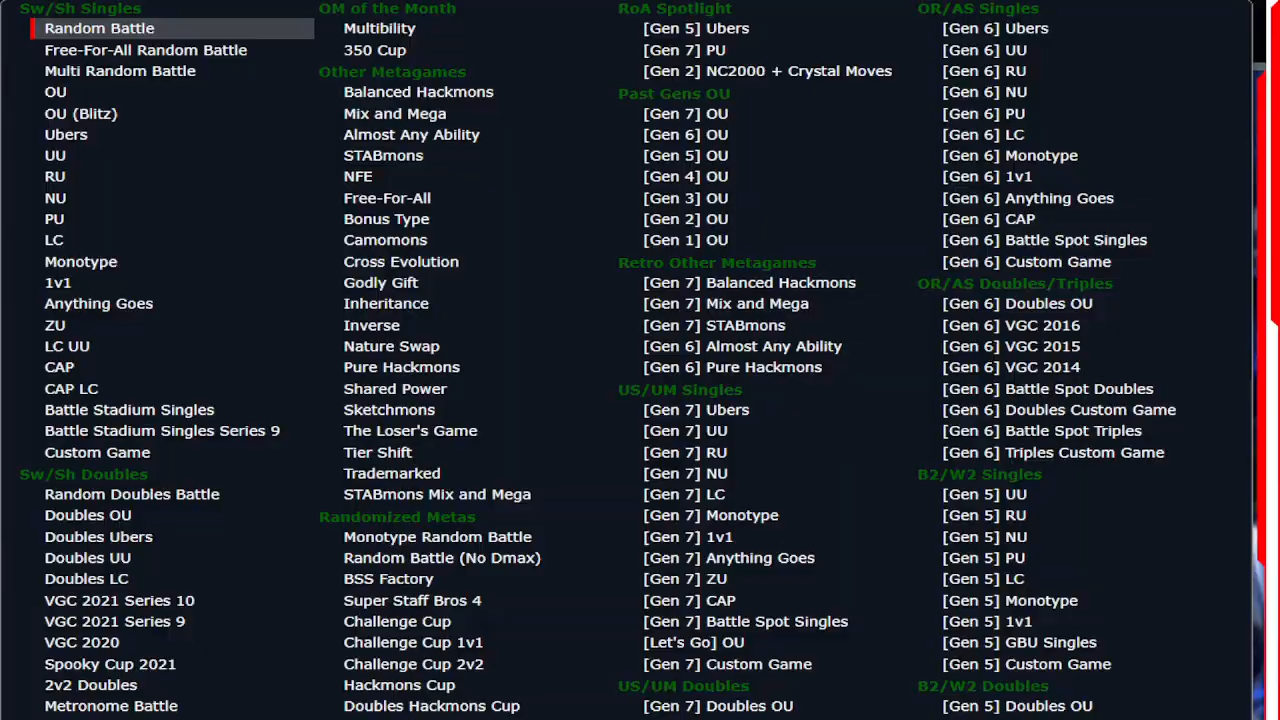 Sw/Sh Singles
Random Battle
Free-For-All Random Battle
Multi Random Battle
OU
OU (Blitz)
Ubers
UU
RU
NU
PU
LC
Monotype
1v1
Anything Goes
ZU
LC UU
CAP
CAP LC
Battle Stadium Singles
Battle Stadium Singles Series 9
Custom Game
Sw/Sh Doubles
Random Doubles Battle
Doubles OU
Doubles Ubers
Doubles UU
Doubles LC
VGC 2021 Series 10
VGC 2021 Series 9
VGC 2020
Spooky Cup 2021
2v2 Doubles
Metronome Battle
OM of the Month
Multibility
350 Cup
Other Metagames
Balanced Hackmons
Mix and Mega
Almost Any Ability
STABmons
NFE
Free-For-All
Bonus Type
Camomons
Cross Evolution
Godly Gift
Inheritance
Inverse
Nature Swap
Pure Hackmons
Shared Power
Sketchmons
The Loser's Game
Tier Shift
Trademarked
STABmons Mix and Mega
Randomized Metas
Monotype Random Battle
Random Battle (No Dmax)
BSS Factory
Super Staff Bros 4
Challenge Cup
Challenge Cup 1v1
Challenge Cup 2v2
Hackmons Cup
Doubles Hackmons Cup
RoA Spotlight
[Gen 5] Ubers
[Gen 7] PU
[Gen 2] NC2000 + Crystal Moves
Past Gens OU
[Gen 7] OU
[Gen 6] OU
[Gen 5] OU
[Gen 4] OU
[Gen 3] OU
[Gen 2] OU
[Gen 1] OU
Retro Other Metagames
[Gen 7] Balanced Hackmons
[Gen 7] Mix and Mega
[Gen 7] STABmons
[Gen 6] Almost Any Ability
[Gen 6] Pure Hackmons
US/UM Singles
[Gen 7] Ubers
[Gen 7] UU
[Gen 7] RU
[Gen 7] NU
[Gen 7] LC
[Gen 7] Monotype
[Gen 7] 1v1
[Gen 7] Anything Goes
[Gen 7] ZU
[Gen 7] CAP
[Gen 7] Battle Spot Singles
[Let's Go] OU
[Gen 7] Custom Game
US/UM Doubles
[Gen 7] Doubles OU
OR/AS Singles
[Gen 6] Ubers
[Gen 6] UU
[Gen 6] RU
[Gen 6] NU
[Gen 6] PU
[Gen 6] LC
[Gen 6] Monotype
[Gen 6] 1v1
[Gen 6] Anything Goes
[Gen 6] CAP
[Gen 6] Battle Spot Singles
[Gen 6] Custom Game
OR/AS Doubles/Triples
[Gen 6] Doubles OU
[Gen 6] VGC 2016
[Gen 6] VGC 2015
[Gen 6] VGC 2014
[Gen 6] Battle Spot Doubles
[Gen 6] Doubles Custom Game
[Gen 6] Battle Spot Triples
[Gen 6] Triples Custom Game
B2/W2 Singles
[Gen 5] UU
[Gen 5] RU
[Gen 5] NU
[Gen 5] PU
[Gen 5] LC
[Gen 5] Monotype
[Gen 5] 1v1
[Gen 5] GBU Singles
[Gen 5] Custom Game
B2/W2 Doubles
[Gen 5] Doubles OU